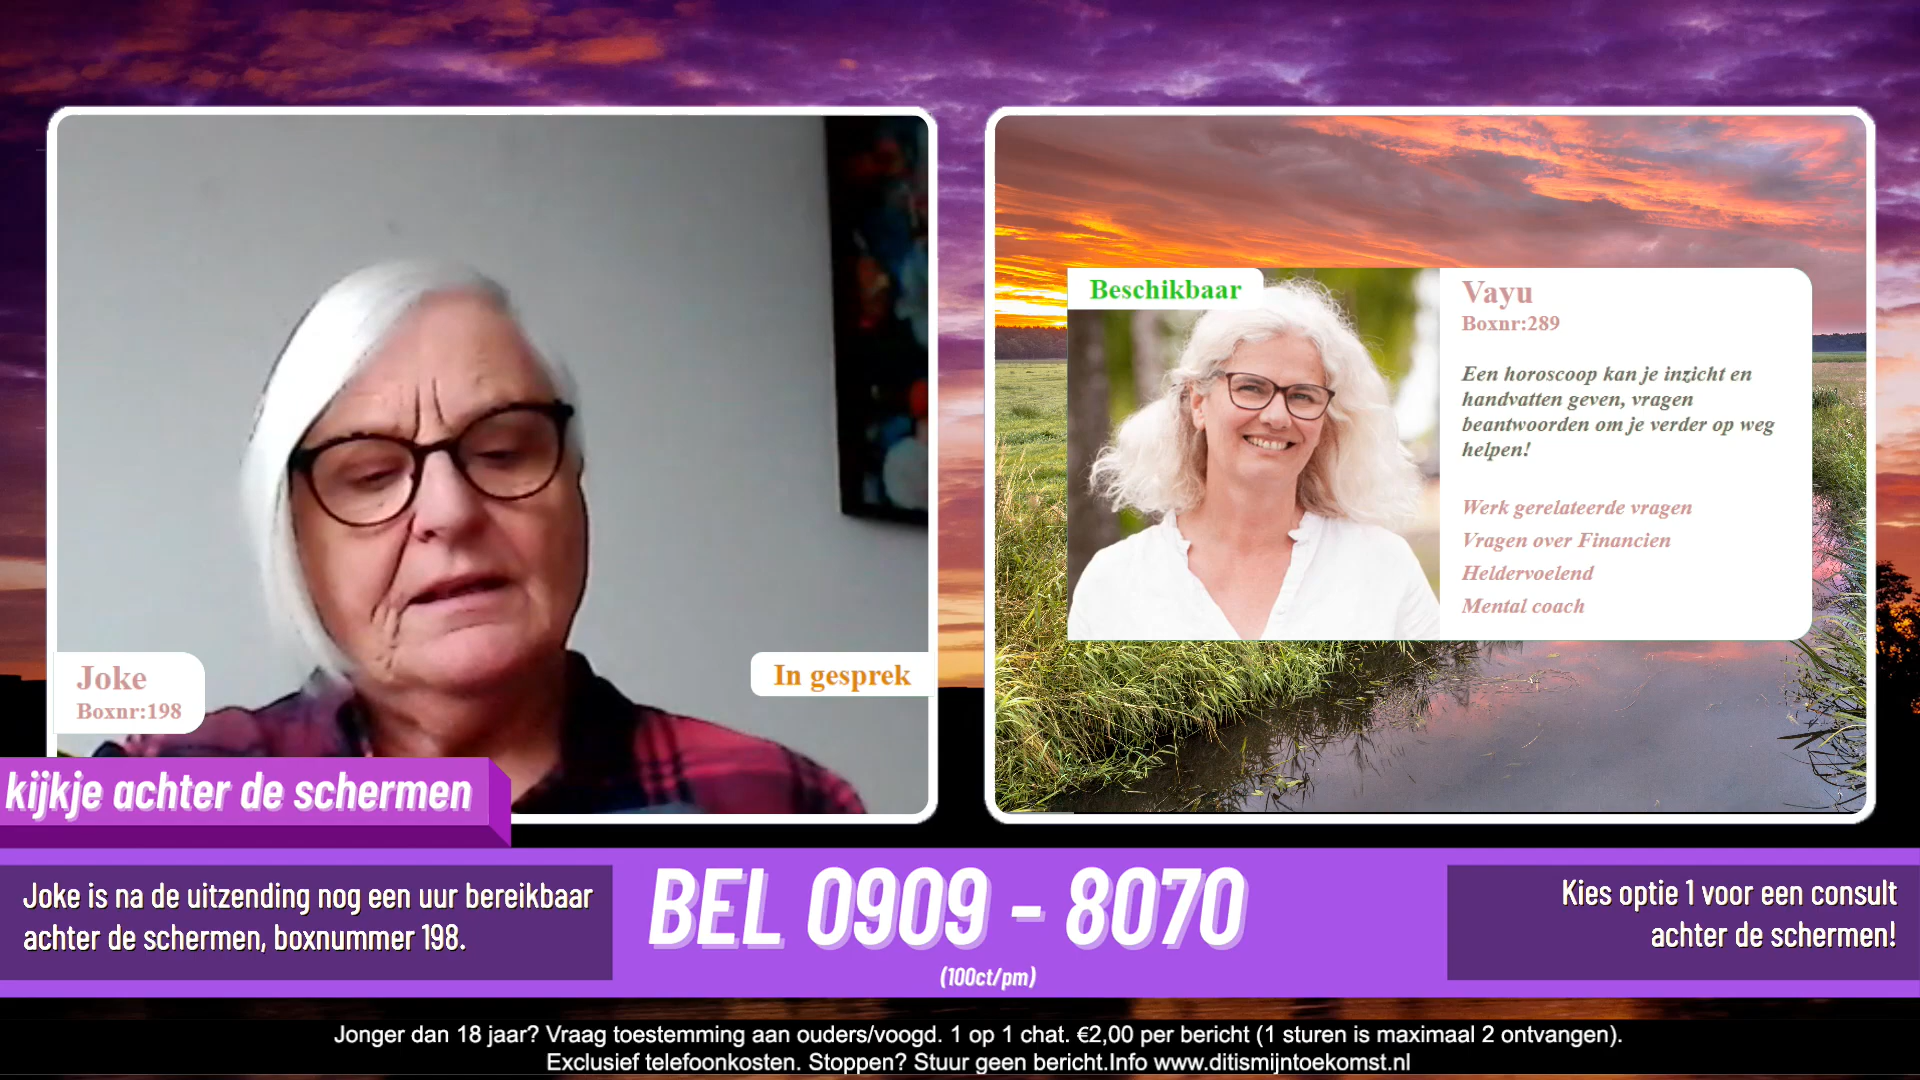 Beschikbaar
Vayu
Boxnr:289
Een horoscoop kan je inzicht en
handvatten geven, vragen
beantwoorden om je verder op weg
helpen!
Werk gerelateerde vragen
Vragen over Financien
Heldervoelend
Mental coach
Joke
Boxnr:198
In gesprek
kijkje achter de schermen
Joke is na de uitzending nog een uur bereikbaar
achter de schermen, boxnummer 198.
BEL 0909 - 8070
(100ct/pm)
Kies optie 1 voor een consult
achter de schermen!
Jonger dan 18 jaar? Vraag toestemming aan ouders/voogd. 1 op 1 chat. €2,00 per bericht (1 sturen is maximaal 2 ontvangen).
Exclusief telefoonkosten. Stoppen? Stuur geen bericht.Info www.ditismijntoekomst.nl